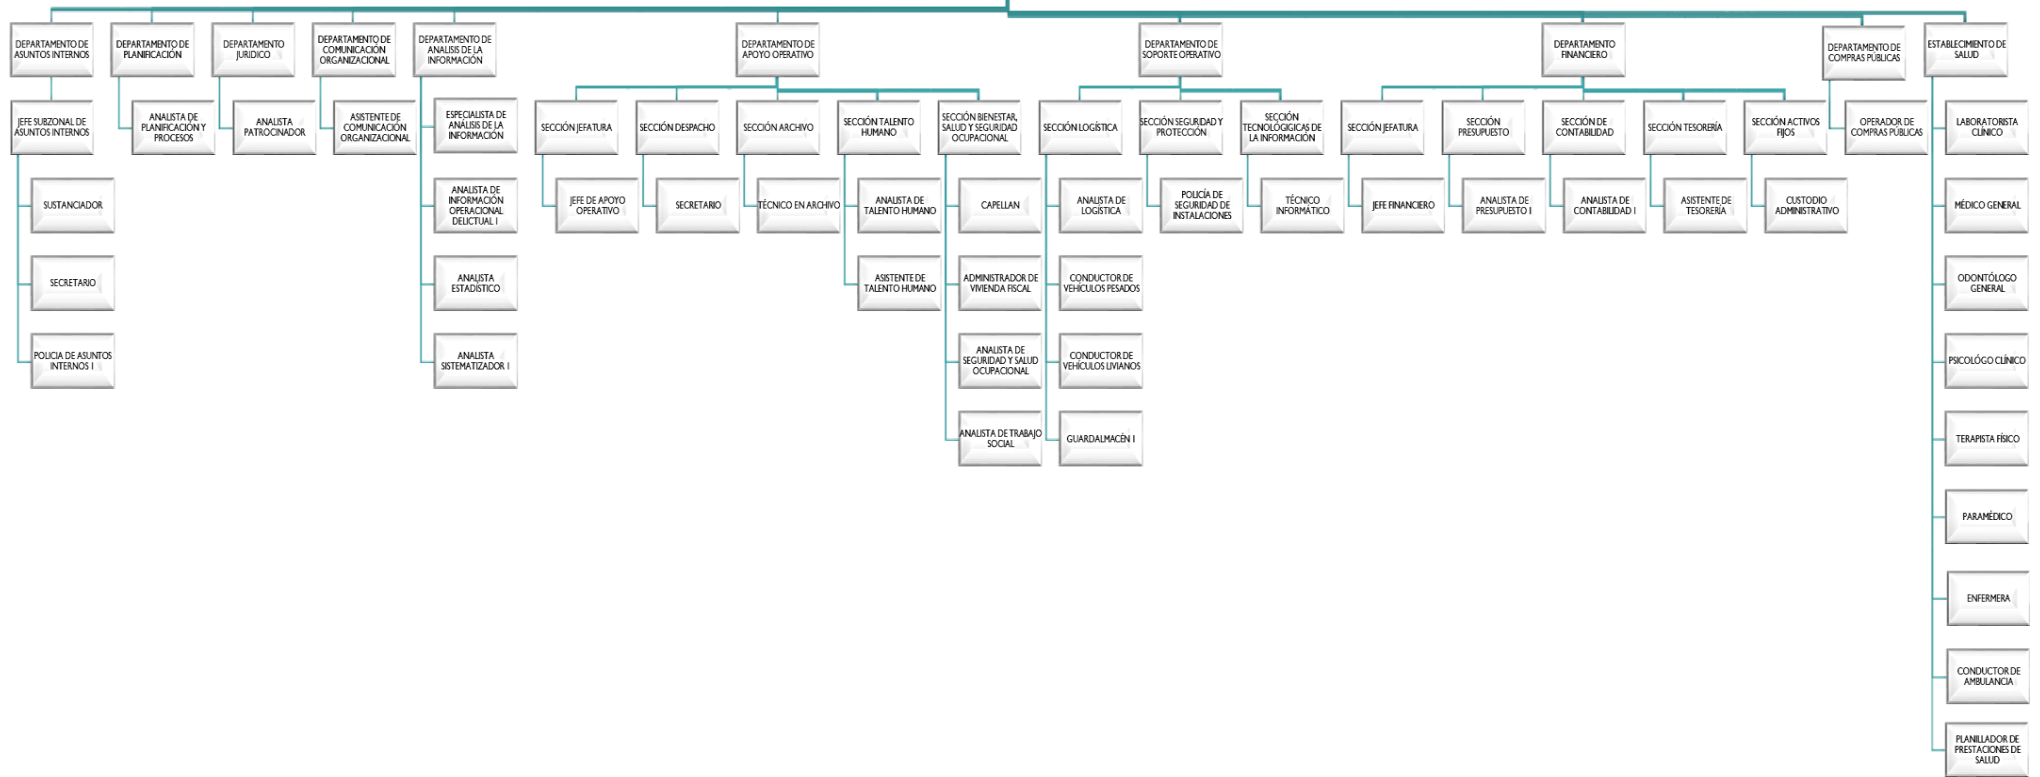 DEPARTAMENTO DE
ASUNTOS INTERNOS
DEPARTAMENTO DE
PLANIFICACIÓN
DEPARTAMENTO
JURIDICO
DEPARTAMENTO DE
COMUNICACIÓN
ORGANIZACIONAL
DEPARTAMENTO DE
ANALISIS DE LA
INFORMACIÓN
DEPARTAMENTO DE
APOYO OPERATIVO
DEPARTAMENTO DE
SOPORTE OPERATIVO
DEPARTAMENTO
FINANCIERO
DEPARTAMENTO DE
COMPRAS PÚBLICAS
ESTABLECIMIENTO DE
SALUD
JEFE SUBZONAL DE
ASUNTOS INTERNOS
ANALISTA DE
PLANIFICACIÓN Y
PROCESOS
ANALISTA
PATROCINADOR
ASISTENTE DE
COMUNICACIÓN
ORGANIZACIONAL
ESPECIALISTA DE
ANÁLISIS DE LA
INFORMACIÓN
SECCIÓN JEFATURA
SECCIÓN DESPACHO
SECCIÓN ARCHIVO
SECCIÓN TALENTO
HUMANO
SECCIÓN BIENESTAR,
SALUD Y SEGURIDAD
OCUPACIONAL
SECCIÓN LOGÍSTICA
SECCIÓN SEGURIDAD Y
PROTECCIÓN
SECCIÓN
TECNOLÓGIGICAS DE
LA INFORMACIÓN
SECCIÓN JEFATURA
SECCIÓN
PRESUPUESTO
SECCIÓN DE
CONTABILIDAD
SECCIÓN TESORERÍA
SECCIÓN ACTIVOS
FIJOS
OPERADOR DE
COMPRAS PÚBLICAS
LABORATORISTA
CLÍNICO
SUSTANCIADOR
ANALISTA DE
INFORMACIÓN
OPERACIONAL
DELICTUAL I
JEFE DE APOYO
OPERATIVO
SECRETARIO
TÉCNICO EN ARCHIVO
ANALISTA DE
TALENTO HUMANO
CAPELLAN
ANALISTA DE
LOGÍSTICA
POLICÍA DE
SEGURIDAD DE
INSTALACIONES
TÉCNICO
INFORMÁTICO
JEFE FINANCIERO
ANALISTA DE
PRESUPUESTO I
ANALISTA DE
CONTABILIDAD I
ASISTENTE DE
TESORERÍA
CUSTODIO
ADMINISTRATIVO
MÉDICO GENERAL
SECRETARIO
ANALISTA
ESTADÍSTICO
ASISTENTE DE
TALENTO HUMANO
ADMINISTRADOR DE
VIVIENDA FISCAL
CONDUCTOR DE
VEHÍCULOS PESADOS
ODONTÓLOGO
GENERAL
POLICIA DE ASUNTOS
INTERNOS I
ANALISTA
SISTEMATIZADOR I
ANALISTA DE
SEGURIDAD Y SALUD
OCUPACIONAL
CONDUCTOR DE
VEHÍCULOS LIVIANOS
PSICOLÓGO CLÍNICO
ANALISTA DE TRABAJO
SOCIAL
GUARDALMACÉN I
TERAPISTA FÍSICO
PARAMÉDICO
ENFERMERA
CONDUCTOR DE
AMBULANCIA
PLANILLADOR DE
PRESTACIONES DE
SALUD